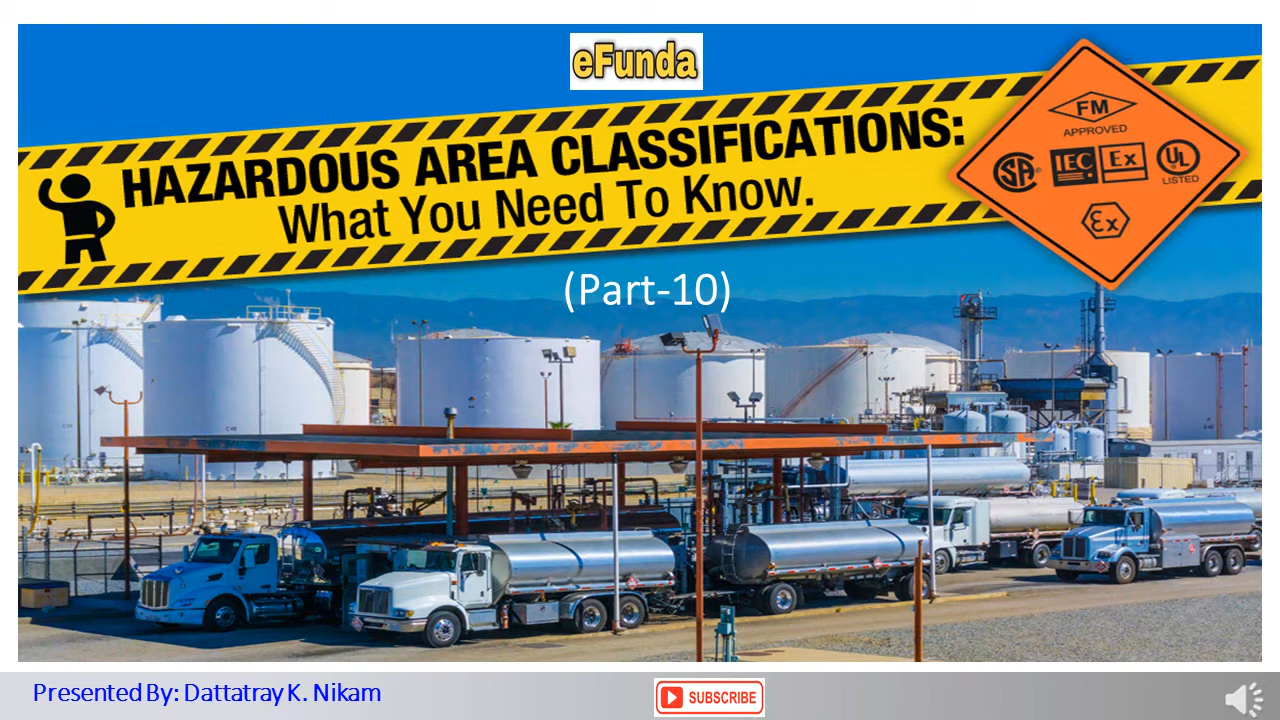 eFunda
HAZARDOUS AREA CLASSIFICATIONS:
What You Need To Know.
FM
APPROVED
SA
IEC Ex UL
LISTED
Ex
(Part-10)
Presented By: Dattatray K. Nikam
SUBSCRIBE